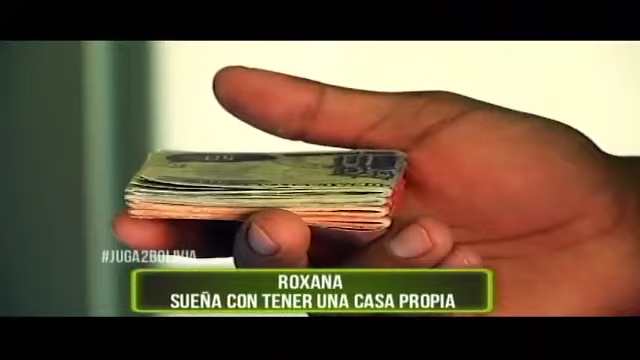 #JUGA2BOLIVIA
ROXANA
SUEÑA CON TENER UNA CASA PROPIA